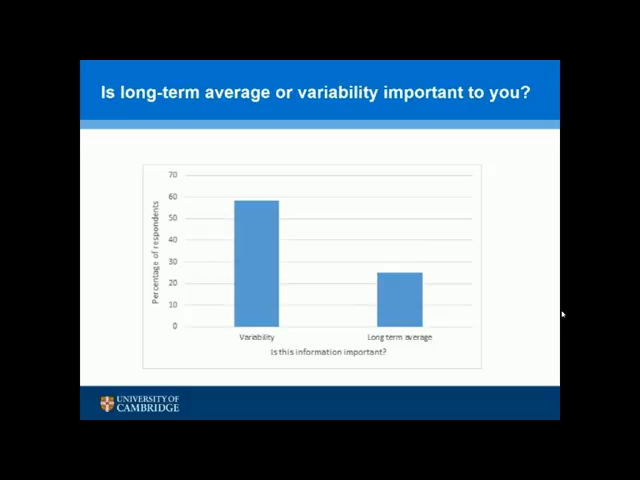 Is long-term average or variability important to you?
70
60
50
40
30
20
10
0
Percentage of respondents
Variability
Long term average
Is this information important?
UNIVERSITY OF
CAMBRIDGE